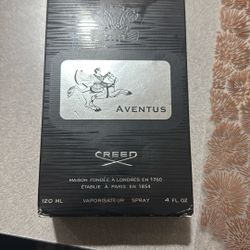 AVENTUS
CREED
MAISON FONDÉE A LONDRES EN 1760
ÉTABLIE À PARIS EN 1854
120 ML VAPORISATEUR SPRAY 4 FL OZ